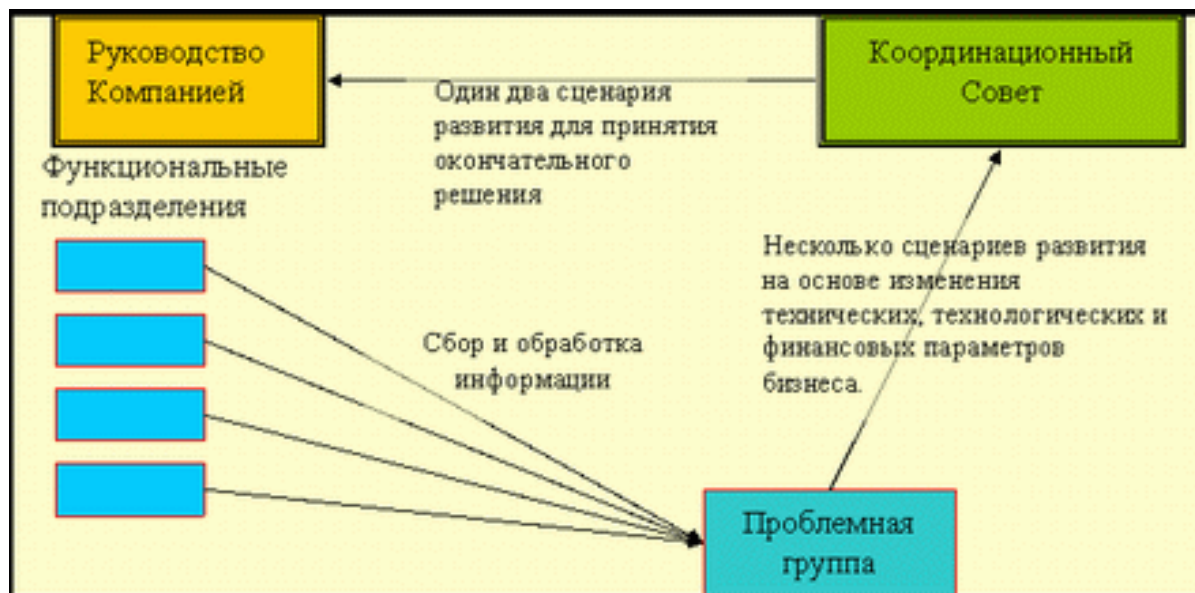 Руководство
Компанией
Координационный
Совет
Один два сценария
развития для принятия
окончательного
решения
Функциональные
подразделения
Несколько сценариев развития
на основе изменения
технических, технологических и
финансовых параметров
бизнеса.
Сбор и обработка
информации
Проблемная
группа